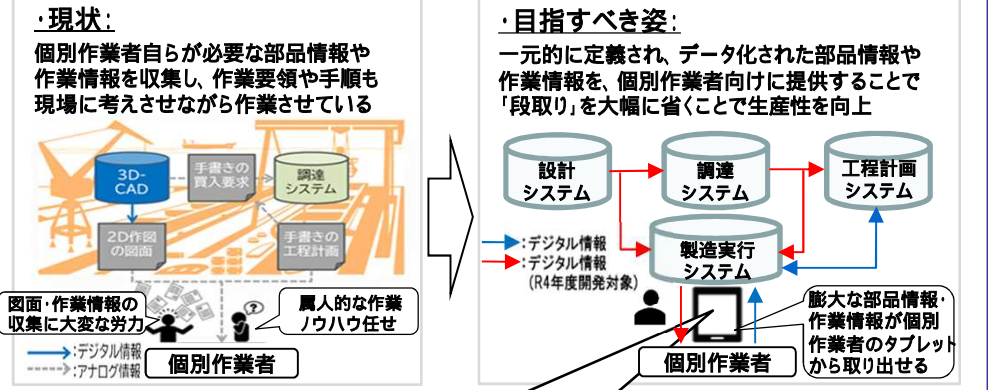 ・現状:
個別作業者自らが必要な部品情報や
作業情報を収集し、作業要領や手順も
現場に考えさせながら作業させている
3D-
CAD
手書きの
買入要求
調達
システム
2D作図
の図面
手書きの
工程計画
図面・作業情報の
収集に大変な労力
属人的な作業
ノウハウ任せ
:デジタル情報
:アナログ情報
個別作業者
・目指すべき姿:
一元的に定義され、データ化された部品情報や
作業情報を、個別作業者向けに提供することで
「段取り」を大幅に省くことで生産性を向上
設計
システム
調達
システム
工程計画
システム
製造実行
システム
:デジタル情報
:デジタル情報
(R4年度開発対象)
膨大な部品情報・
作業情報が個別
作業者のタブレット
から取り出せる
個別作業者